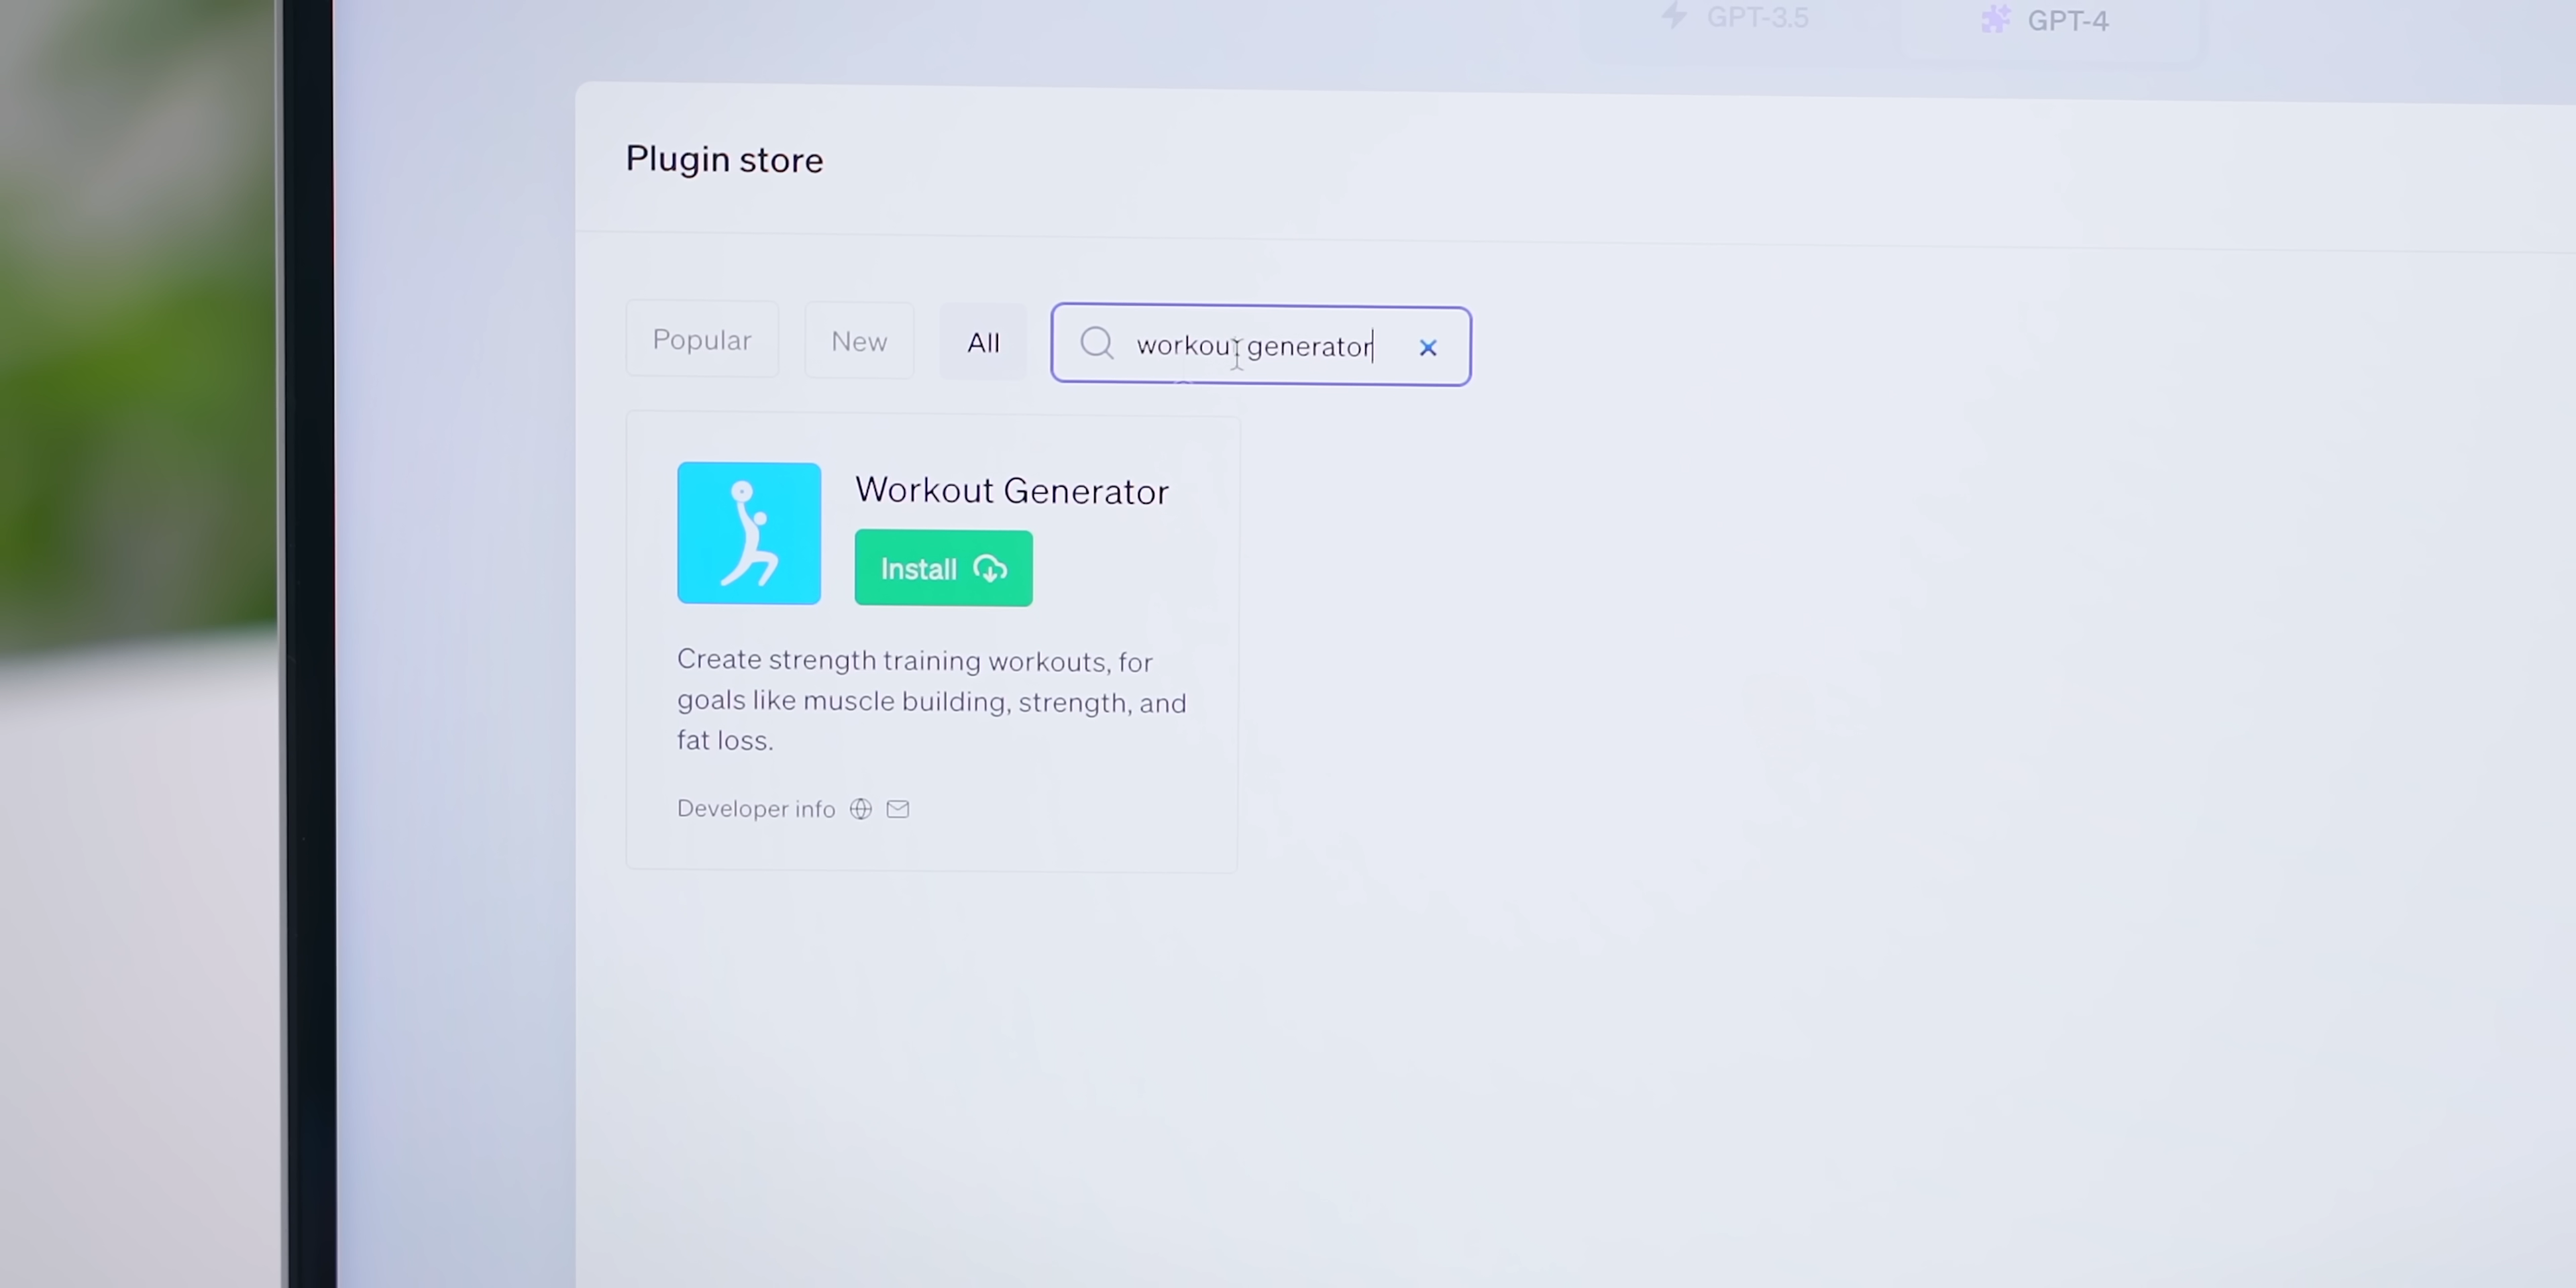 GPT-3.5
GPT-4
Plugin store
Popular
New
All
workout generator
Workout Generator
Install
Create strength training workouts, for
goals like muscle building, strength, and
fat loss.
Developer info